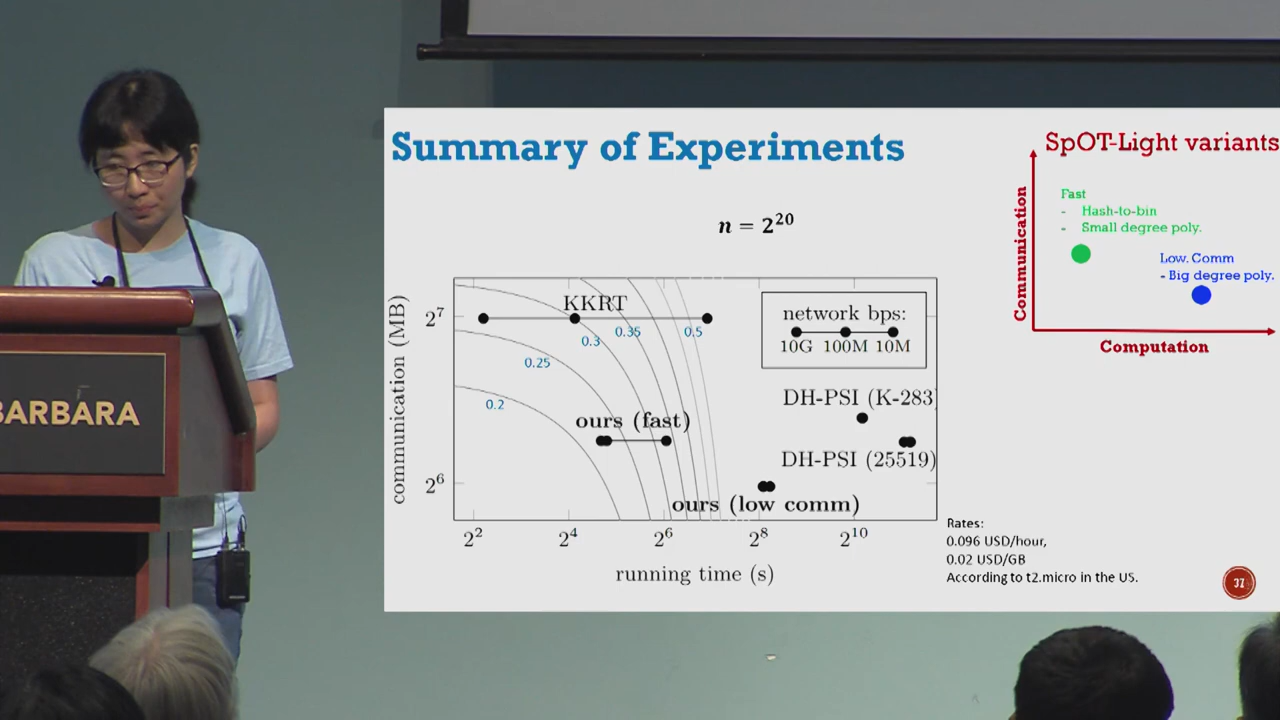 Summary of Experiments
n = 2^20
communication (MB)
2^7
2^6
KKRT
0.35
0.5
0.3
0.25
0.2
ours (fast)
ours (low comm)
network bps:
10G 100M 10M
DH-PSI (K-283)
DH-PSI (25519)
2^2 2^4 2^6 2^8 2^10
running time (s)
SpOT-Light variants
Communication
Fast
- Hash-to-bin
- Small degree poly.
Low. Comm
- Big degree poly.
Computation
Rates:
0.096 USD/hour,
0.02 USD/GB
According to t2.micro in the US.
37
BARBARA